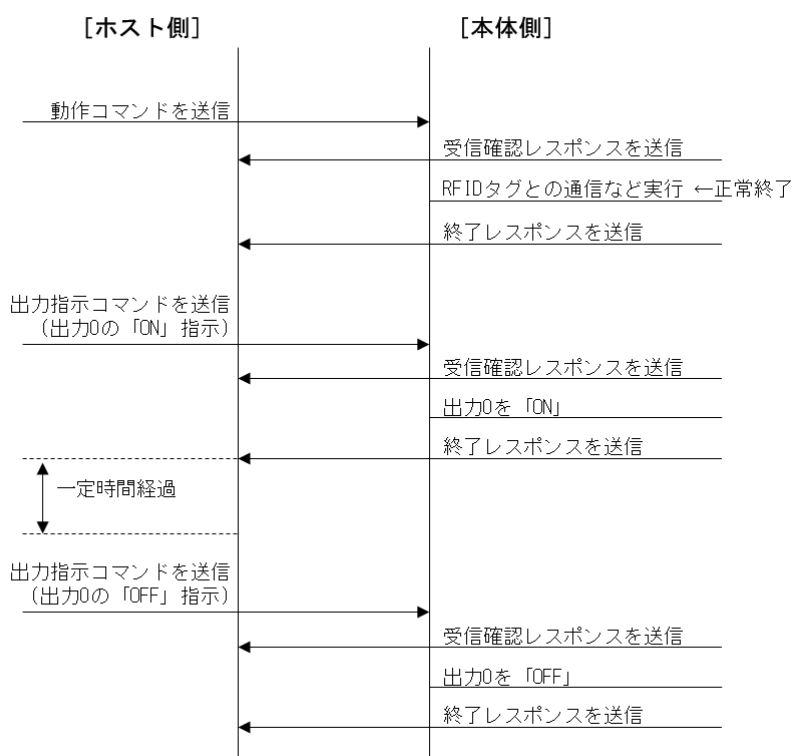 [ホスト側] [本体側]
動作コマンドを送信
受信確認レスポンスを送信
RFIDタグとの通信など実行 ←正常終了
終了レスポンスを送信
出力指示コマンドを送信
(出力0の「ON」指示)
受信確認レスポンスを送信
出力0を「ON」
終了レスポンスを送信
一定時間経過
出力指示コマンドを送信
(出力0の「OFF」指示)
受信確認レスポンスを送信
出力0を「OFF」
終了レスポンスを送信